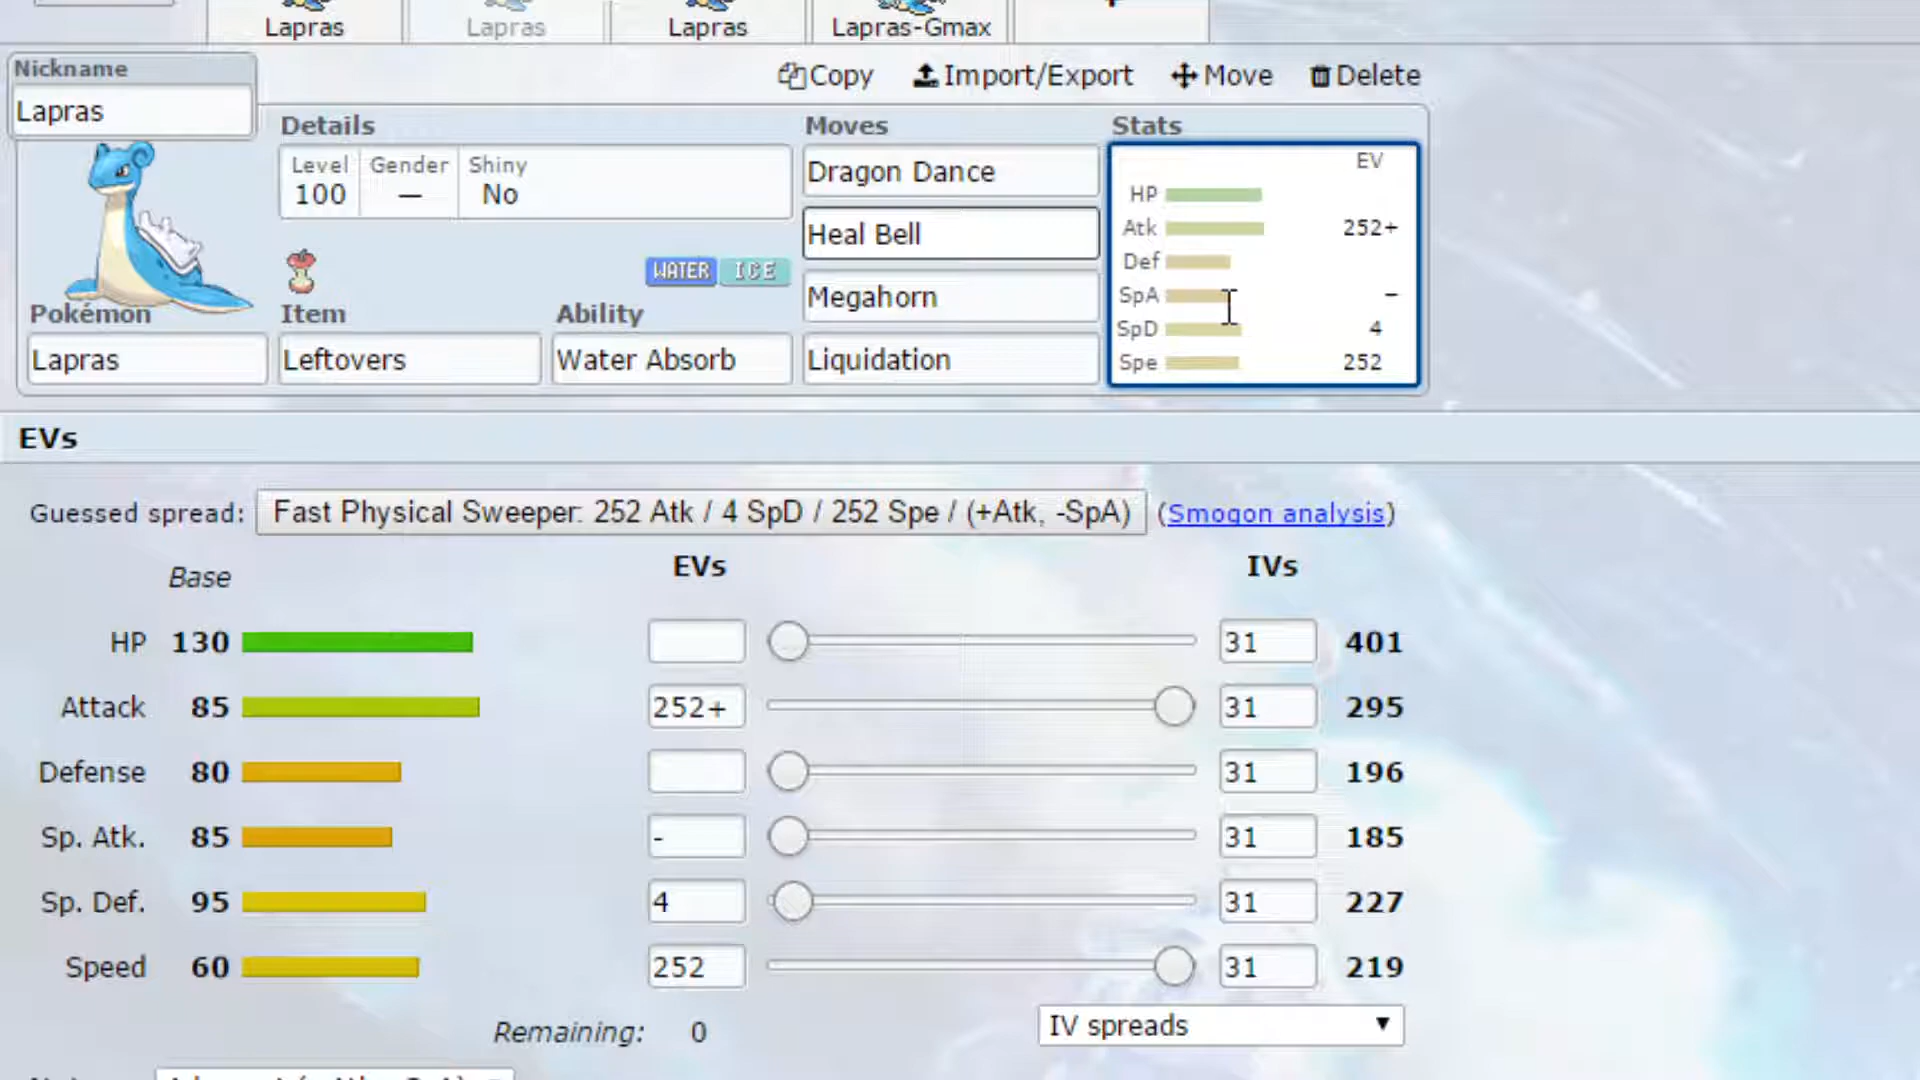 Lapras
Lapras
Lapras
Lapras-Gmax
Nickname
Lapras
Copy
Import/Export
Move
Delete
Details
Moves
Stats
Level
100
Gender
—
Shiny
No
Dragon Dance
Heal Bell
Megahorn
Liquidation
EV
HP
Atk 252+
Def
SpA –
SpD 4
Spe 252
WATER
ICE
Pokémon
Lapras
Item
Leftovers
Ability
Water Absorb
EVs
Guessed spread: Fast Physical Sweeper: 252 Atk / 4 SpD / 252 Spe / (+Atk, -SpA) (Smogon analysis)
Base EVs IVs
HP 130 31 401
Attack 85 252+ 31 295
Defense 80 31 196
Sp. Atk. 85 - 31 185
Sp. Def. 95 4 31 227
Speed 60 252 31 219
Remaining: 0
IV spreads